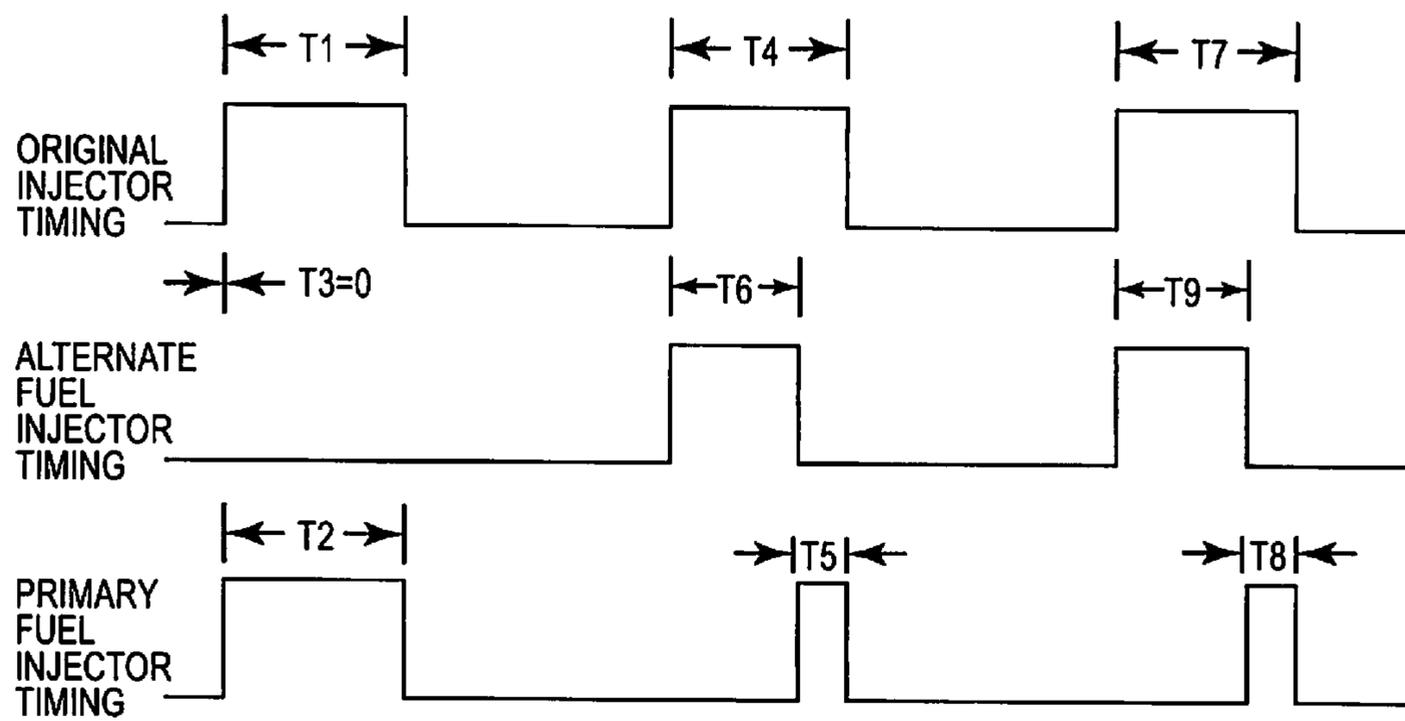 T1
T4
T7
ORIGINAL
INJECTOR
TIMING
T3=0
T6
T9
ALTERNATE
FUEL
INJECTOR
TIMING
T2
T5
T8
PRIMARY
FUEL
INJECTOR
TIMING